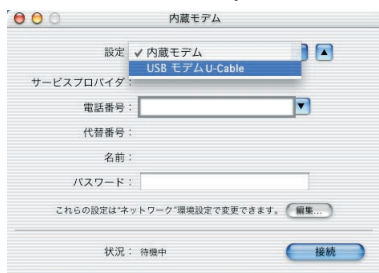 内蔵モデム
設定 ✓ 内蔵モデム
USB モデム U-Cable
サービスプロバイダ：
電話番号：
代替番号：
名前：
パスワード：
これらの設定は“ネットワーク”環境設定で変更できます。 編集...
状況： 待機中 接続